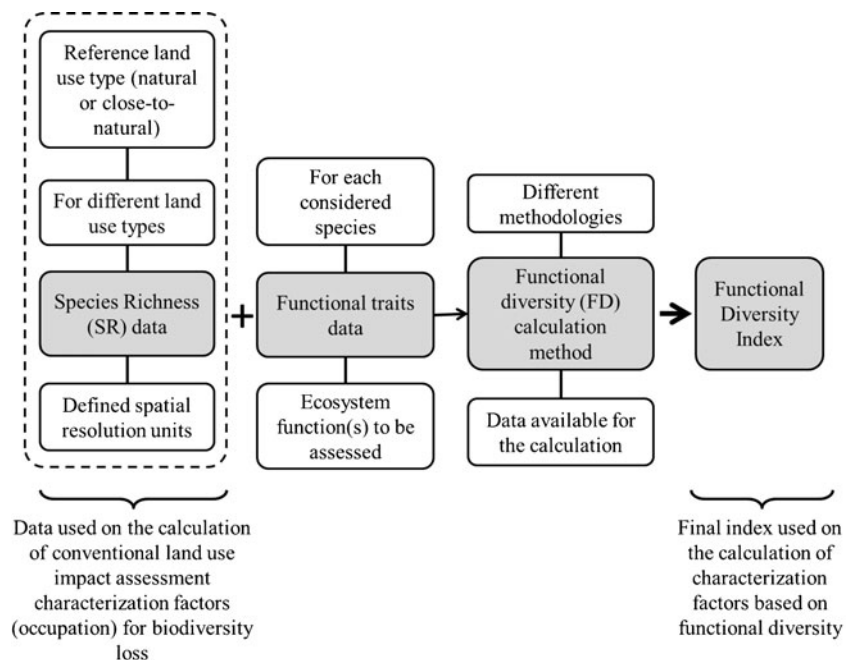 Reference land
use type (natural
or close-to-
natural)
For different land
use types
Species Richness
(SR) data
Defined spatial
resolution units
+
For each
considered
species
Functional traits
data
Ecosystem
function(s) to be
assessed
Different
methodologies
Functional
diversity (FD)
calculation
method
Data available for
the calculation
Functional
Diversity
Index
Data used on the calculation
of conventional land use
impact assessment
characterization factors
(occupation) for biodiversity
loss
Final index used on
the calculation of
characterization
factors based on
functional diversity